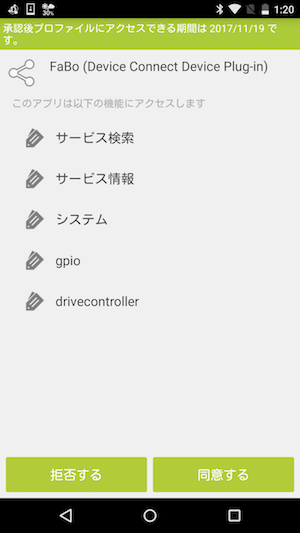 30%
1:20
承認後プロファイルにアクセスできる期間は 2017/11/19 で
す。
FaBo (Device Connect Device Plug-in)
このアプリは以下の機能にアクセスします
サービス検索
サービス情報
システム
gpio
drivecontroller
拒否する
同意する